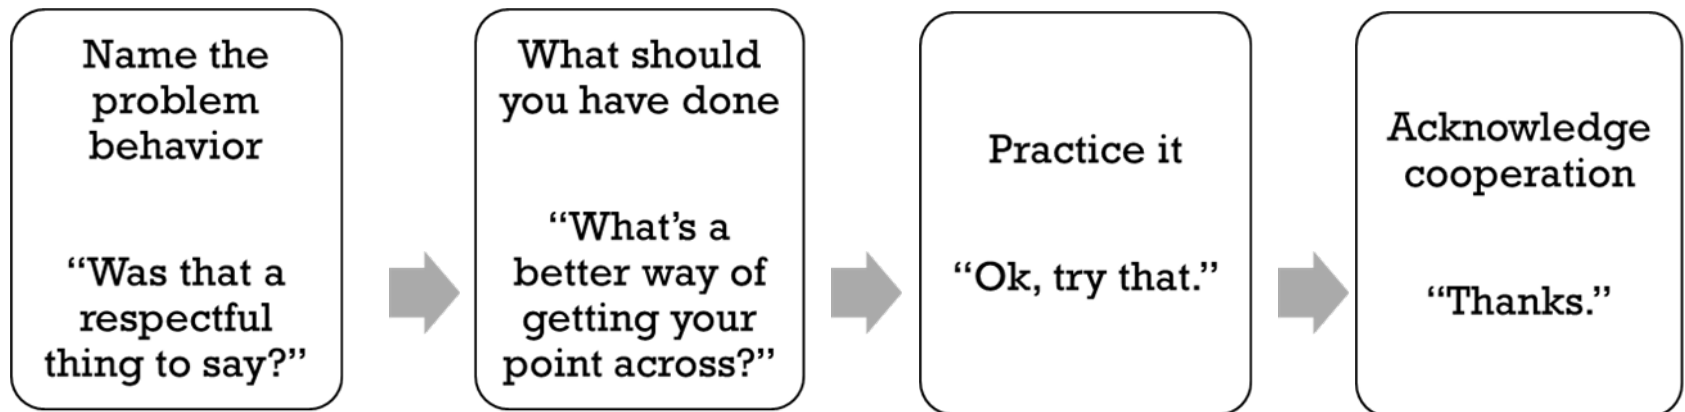 Name the
problem
behavior
“Was that a
respectful
thing to say?”
What should
you have done
“What’s a
better way of
getting your
point across?”
Practice it
“Ok, try that.”
Acknowledge
cooperation
“Thanks.”